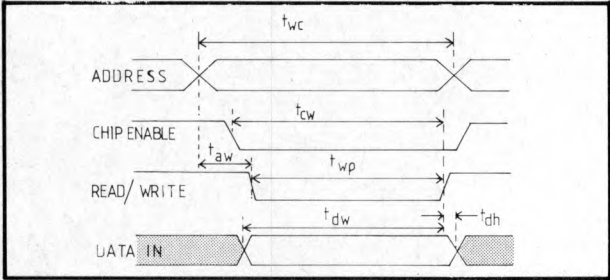 twc
ADDRESS
tcw
CHIP ENABLE
taw
twp
READ/WRITE
tdw
tdh
DATA IN